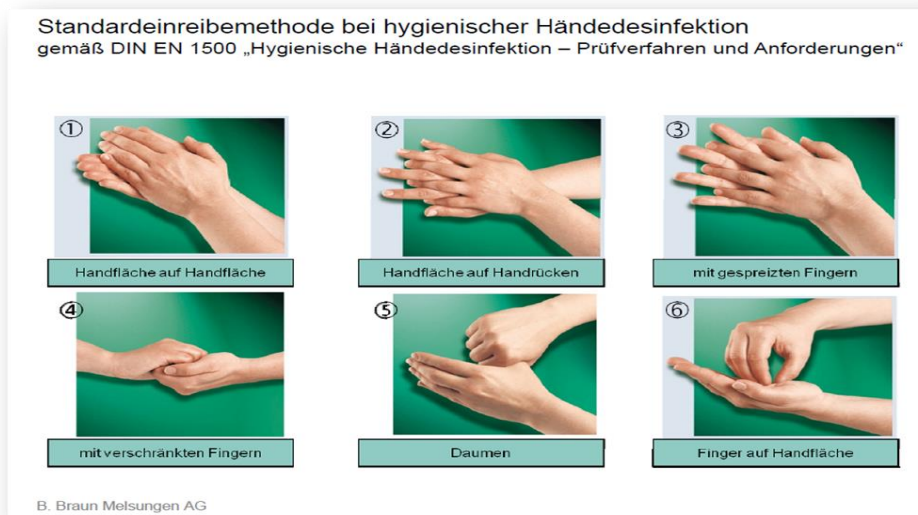 Standardeinreibemethode bei hygienischer Händedesinfektion
gemäß DIN EN 1500 „Hygienische Händedesinfektion – Prüfverfahren und Anforderungen“
①
②
③
Handfläche auf Handfläche
Handfläche auf Handrücken
mit gespreizten Fingern
④
⑤
⑥
mit verschränkten Fingern
Daumen
Finger auf Handfläche
B. Braun Melsungen AG